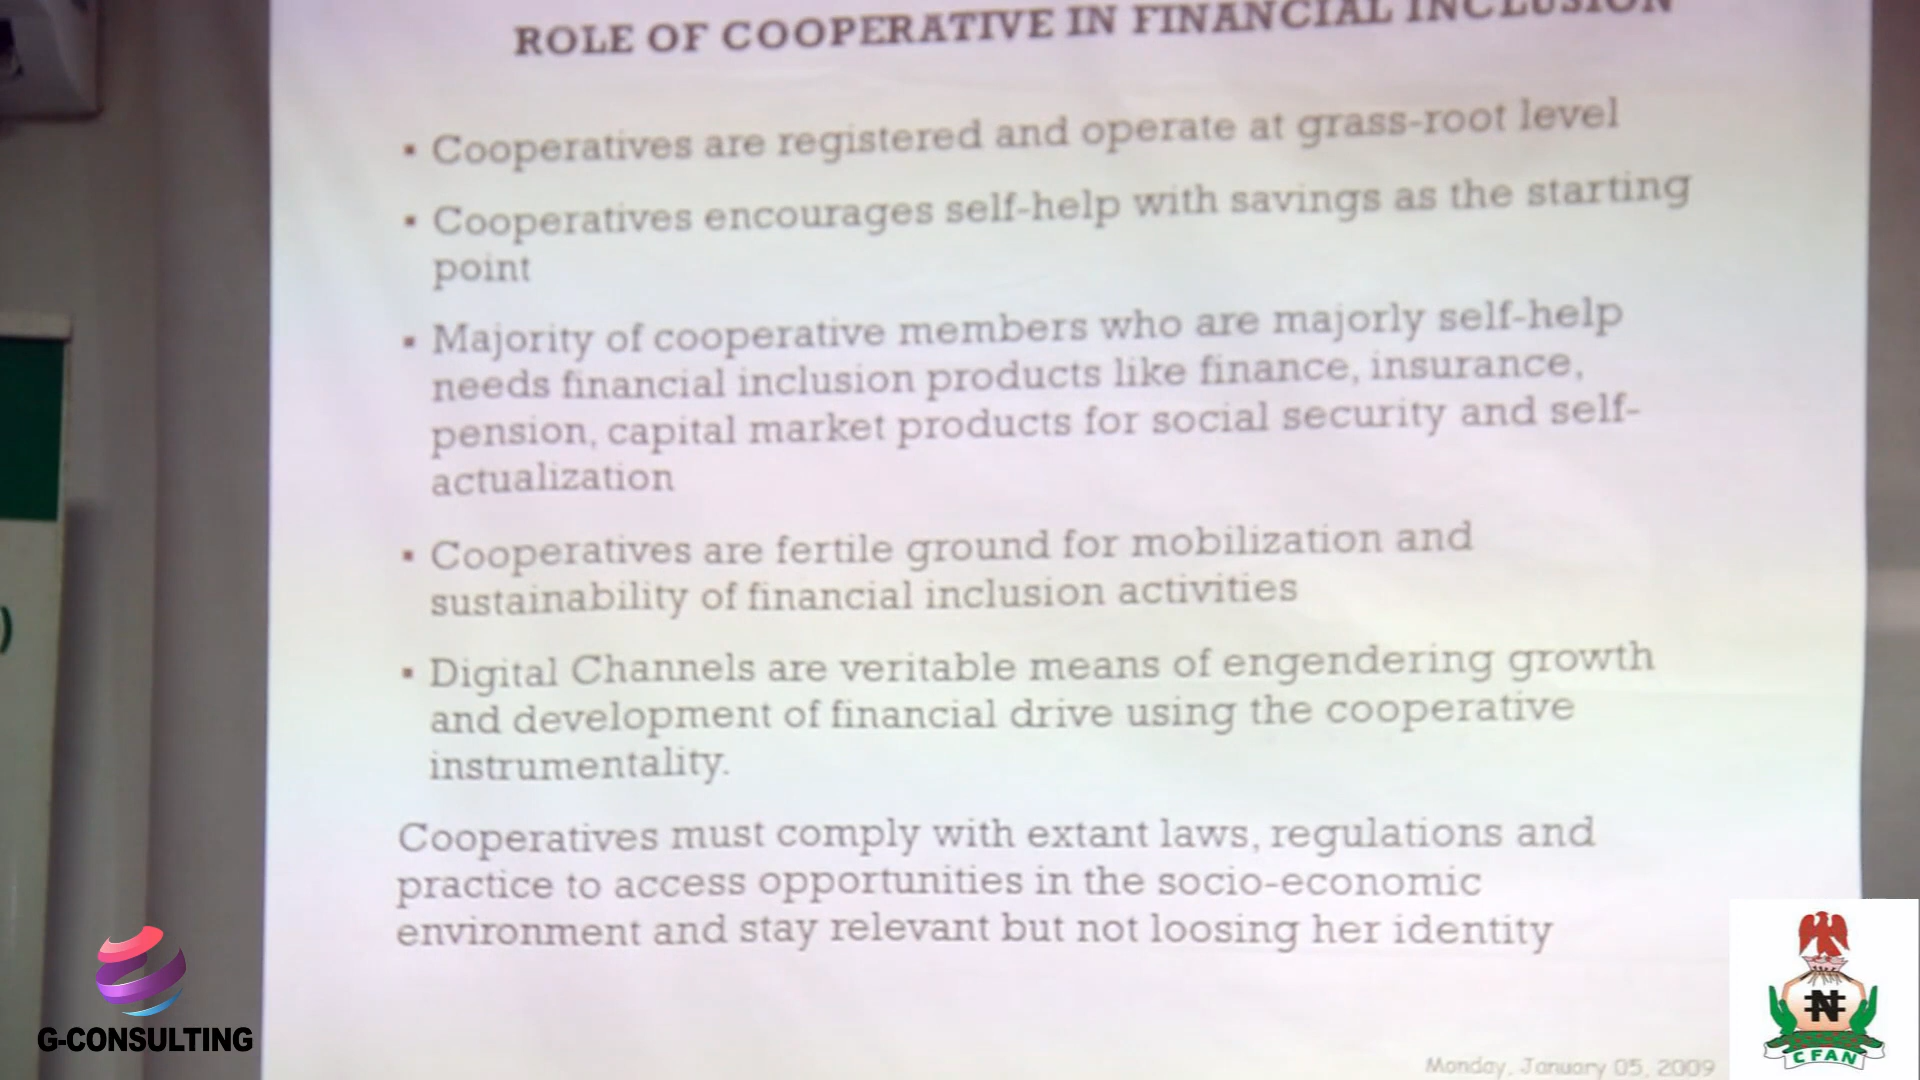 ROLE OF COOPERATIVE IN FINANCIAL INCLUSION
▪ Cooperatives are registered and operate at grass-root level
▪ Cooperatives encourages self-help with savings as the starting
point
▪ Majority of cooperative members who are majorly self-help
needs financial inclusion products like finance, insurance,
pension, capital market products for social security and self-
actualization
▪ Cooperatives are fertile ground for mobilization and
sustainability of financial inclusion activities
▪ Digital Channels are veritable means of engendering growth
and development of financial drive using the cooperative
instrumentality.
Cooperatives must comply with extant laws, regulations and
practice to access opportunities in the socio-economic
environment and stay relevant but not loosing her identity
)
G-CONSULTING
₦
CFAN
Monday, January 05, 2009